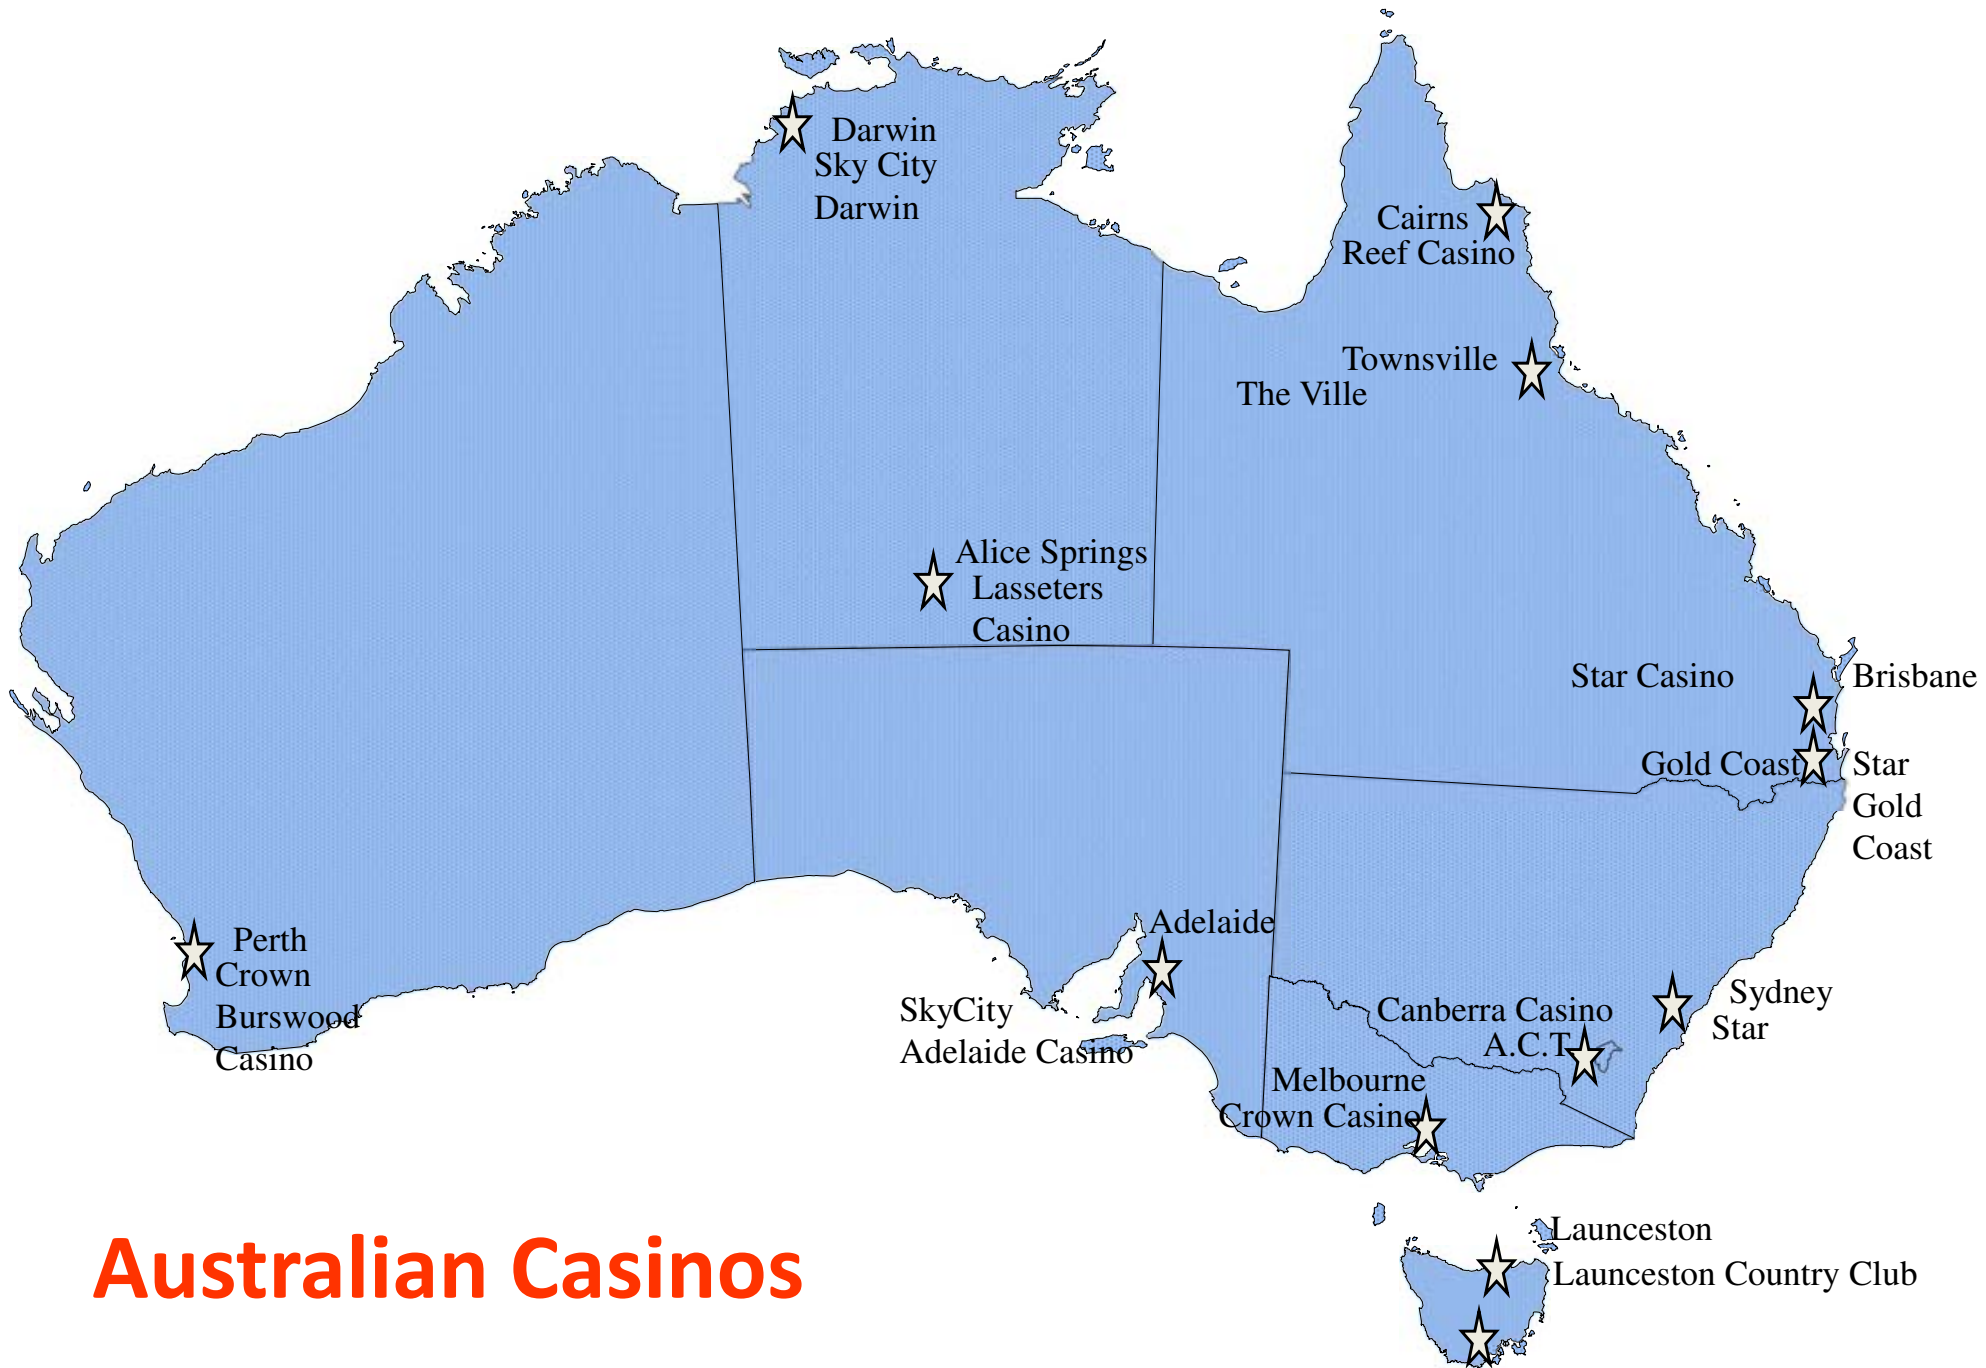 Darwin
Sky City
Darwin
Cairns
Reef Casino
Townsville
The Ville
Alice Springs
Lasseters
Casino
Star Casino
Brisbane
Gold Coast
Star
Gold
Coast
Perth
Crown
Burswood
Casino
Adelaide
SkyCity
Adelaide Casino
Canberra Casino
A.C.T
Sydney
Star
Melbourne
Crown Casino
Launceston
Launceston Country Club
Australian Casinos